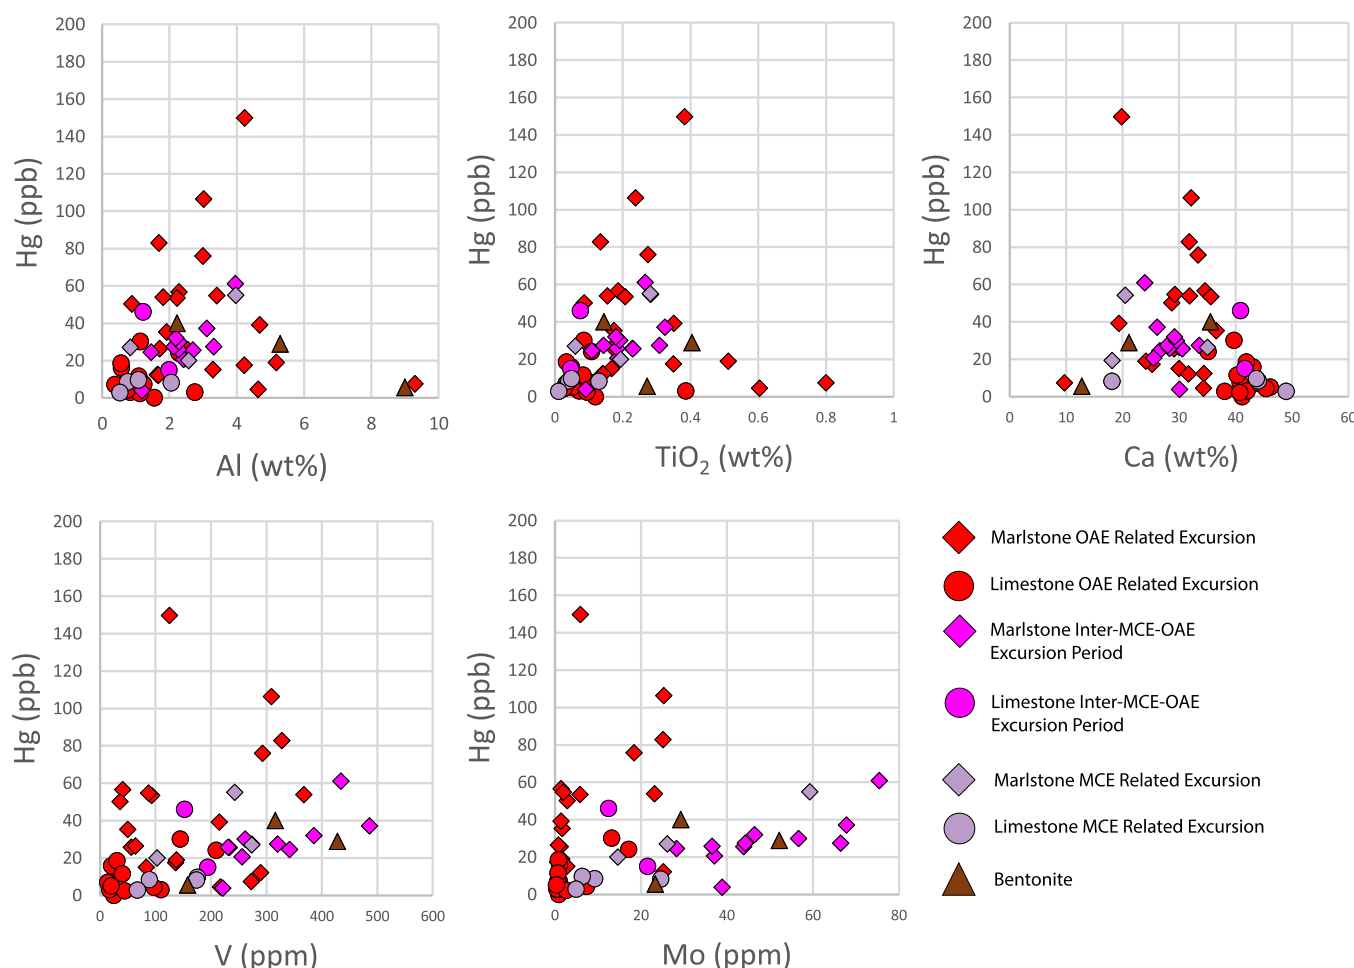 200
180
160
140
120
100
80
60
40
20
0
Hg (ppb)
0 2 4 6 8 10
Al (wt%)
200
180
160
140
120
100
80
60
40
20
0
Hg (ppb)
0 0.2 0.4 0.6 0.8 1
TiO₂ (wt%)
200
180
160
140
120
100
80
60
40
20
0
Hg (ppb)
0 10 20 30 40 50 60
Ca (wt%)
200
180
160
140
120
100
80
60
40
20
0
Hg (ppb)
0 100 200 300 400 500 600
V (ppm)
200
180
160
140
120
100
80
60
40
20
0
Hg (ppb)
0 20 40 60 80
Mo (ppm)
Marlstone OAE Related Excursion
Limestone OAE Related Excursion
Marlstone Inter-MCE-OAE
Excursion Period
Limestone Inter-MCE-OAE
Excursion Period
Marlstone MCE Related Excursion
Limestone MCE Related Excursion
Bentonite